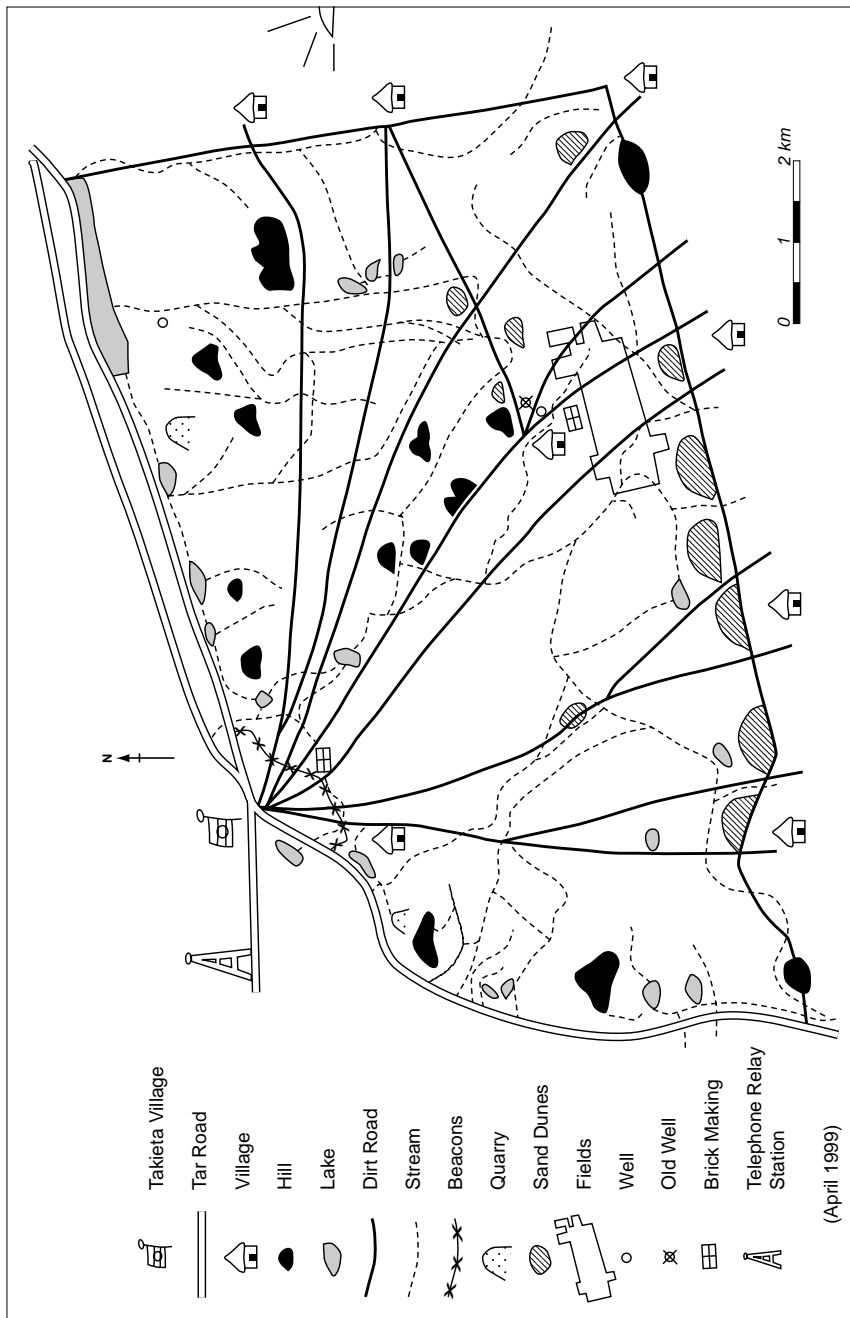 N
0 1 2 km
Takieta Village
Tar Road
Village
Hill
Lake
Dirt Road
Stream
Beacons
Quarry
Sand Dunes
Fields
Well
Old Well
Brick Making
Telephone Relay
Station
(April 1999)